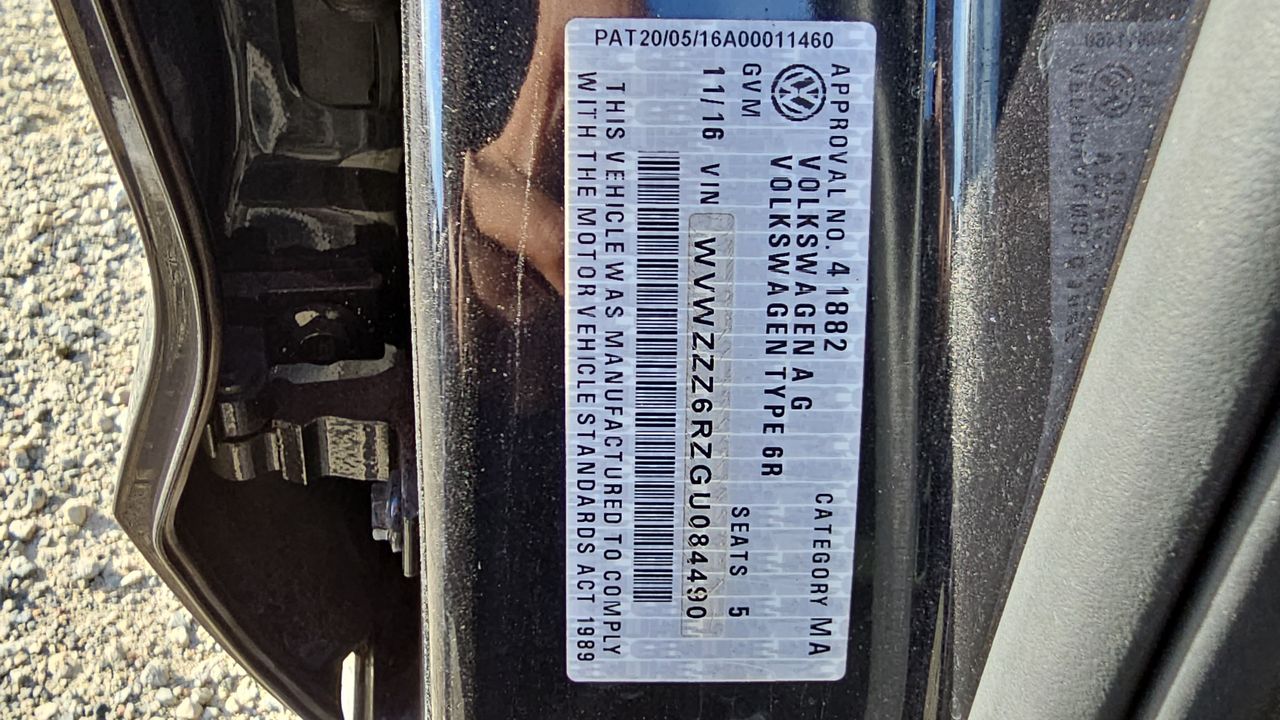 PAT20/05/16A00011460
APPROVAL NO. 41882 CATEGORY MA
VOLKSWAGEN AG
VOLKSWAGEN TYPE 6R
GVM SEATS 5
11/16 VIN WVWZZZ6RZGU084490
THIS VEHICLE WAS MANUFACTURED TO COMPLY
WITH THE MOTOR VEHICLE STANDARDS ACT 1989